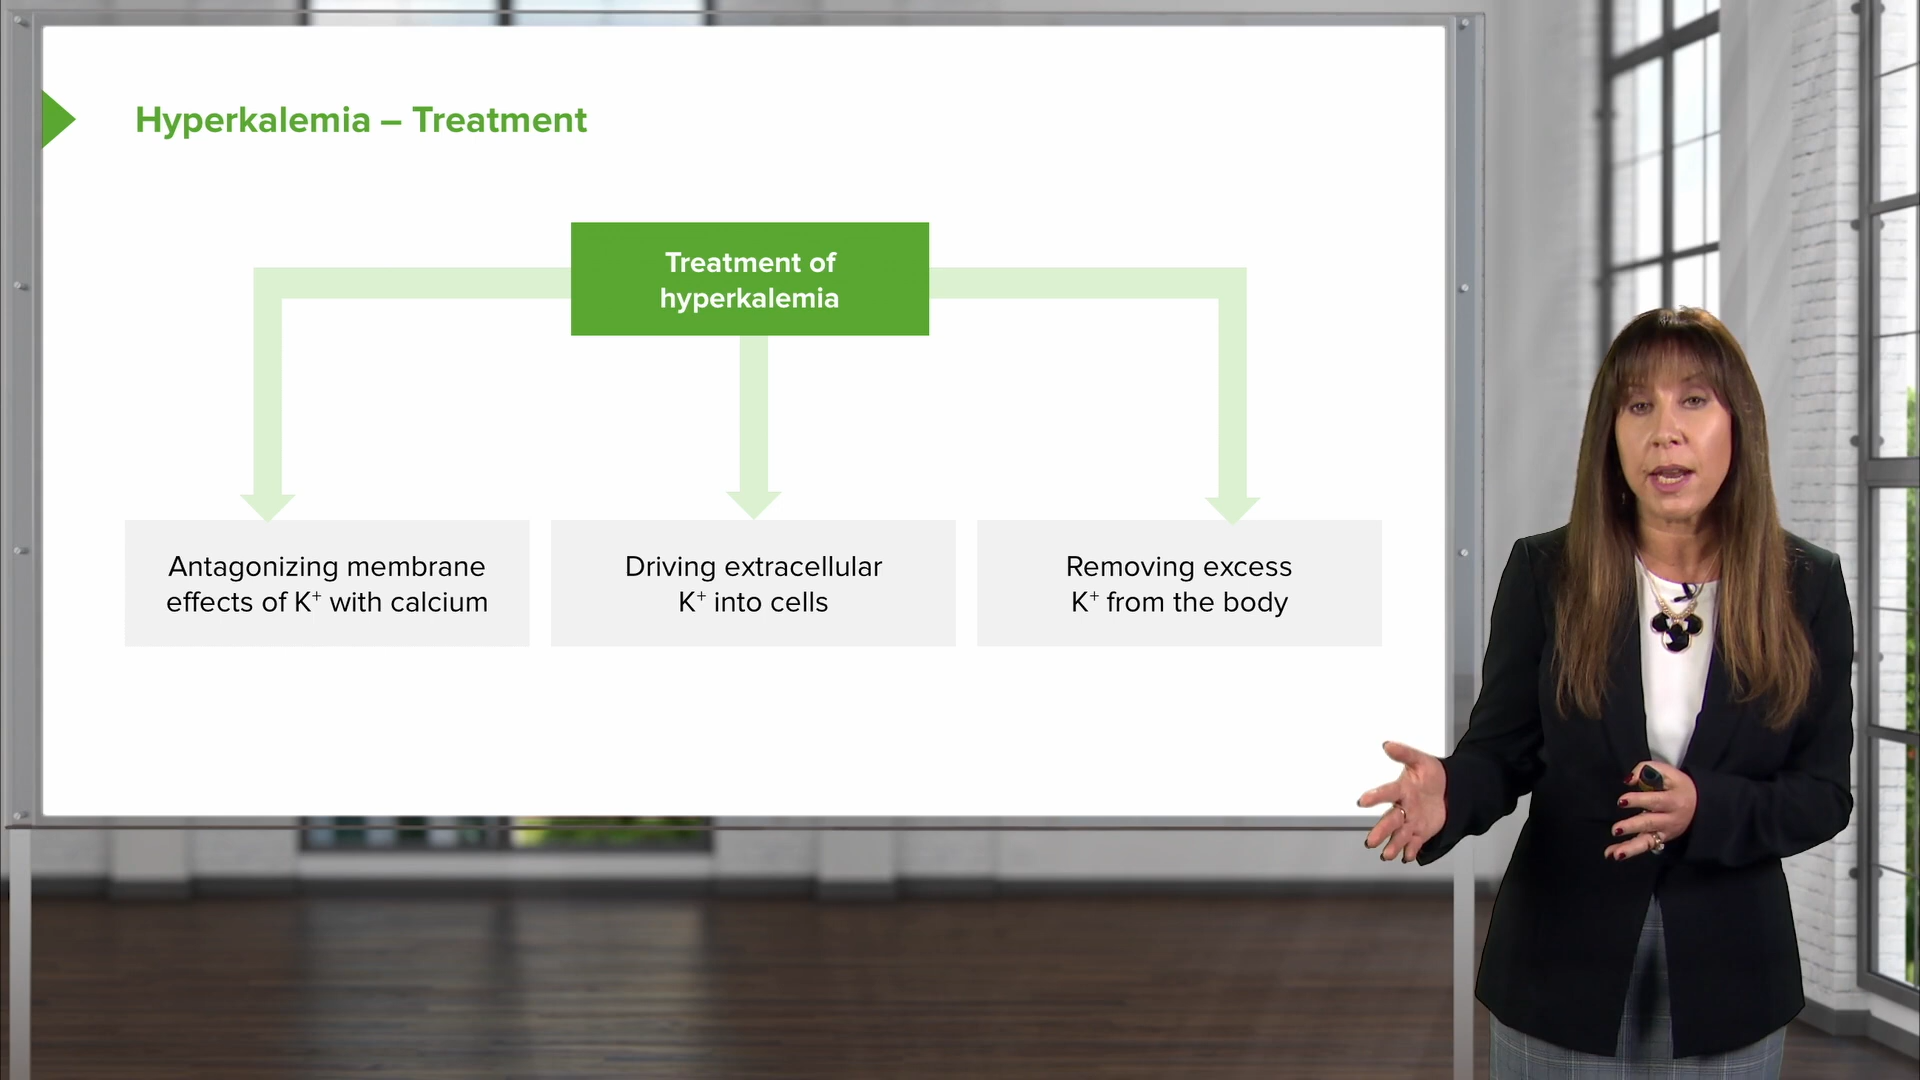 Hyperkalemia – Treatment
Treatment of
hyperkalemia
Antagonizing membrane
effects of K⁺ with calcium
Driving extracellular
K⁺ into cells
Removing excess
K⁺ from the body